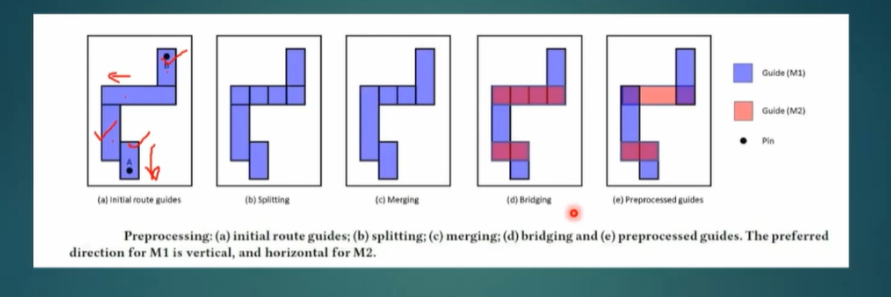 B
A
(a) Initial route guides
(b) Splitting
(c) Merging
(d) Bridging
(e) Preprocessed guides
Guide (M1)
Guide (M2)
Pin
Preprocessing: (a) initial route guides; (b) splitting; (c) merging; (d) bridging and (e) preprocessed guides. The preferred
direction for M1 is vertical, and horizontal for M2.